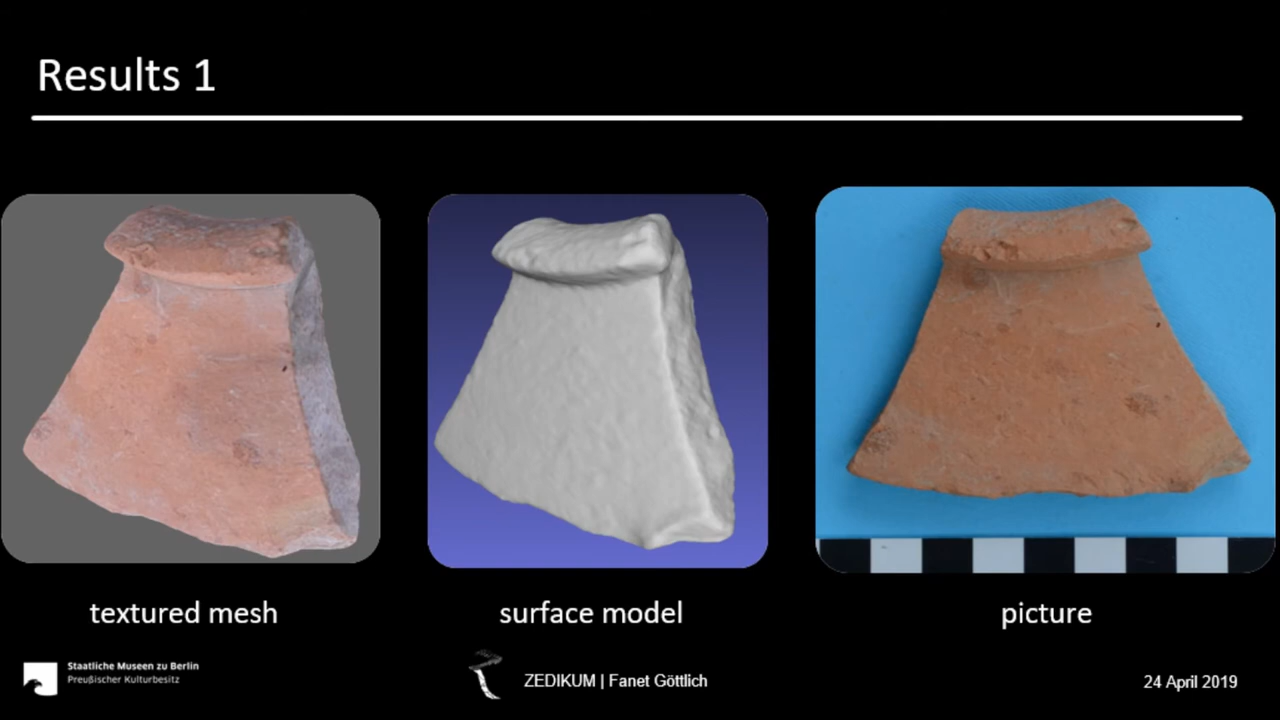 Results 1
textured mesh
surface model
picture
Staatliche Museen zu Berlin
Preußischer Kulturbesitz
ZEDIKUM | Fanet Göttlich
24 April 2019